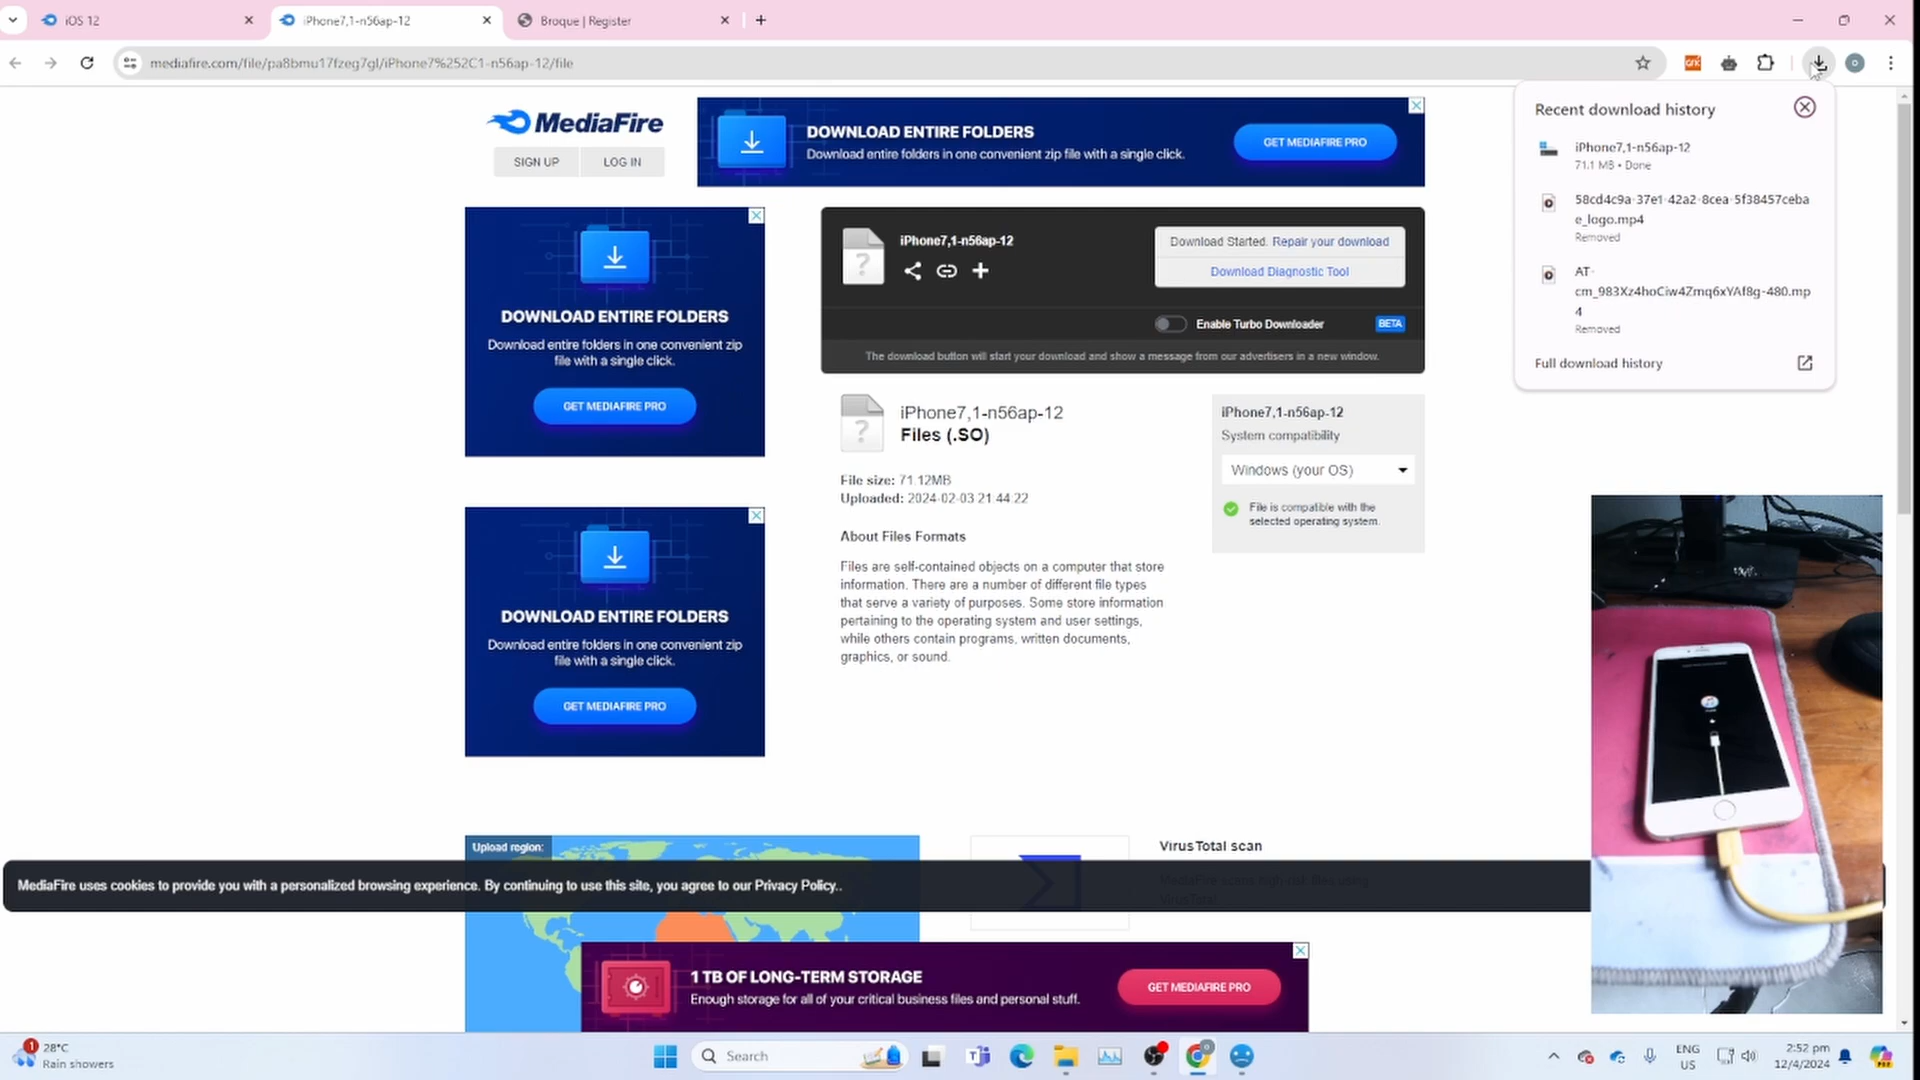 iOS 12
iPhone7,1-n56ap-12
Broque | Register
mediafire.com/file/pa8bmu17fzeg7gl/iPhone7%252C1-n56ap-12/file
MediaFire
SIGN UP
LOG IN
DOWNLOAD ENTIRE FOLDERS
Download entire folders in one convenient zip file with a single click.
GET MEDIAFIRE PRO
Recent download history
iPhone7,1-n56ap-12
71.1 MB • Done
58cd4c9a-37e1-42a2-8cea-5f38457ceba
e_logo.mp4
Removed
AT-
cm_983Xz4hoCiw4Zmq6xYAf8g-480.mp
4
Removed
Full download history
DOWNLOAD ENTIRE FOLDERS
Download entire folders in one convenient zip
file with a single click.
GET MEDIAFIRE PRO
iPhone7,1-n56ap-12
Download Started. Repair your download
Download Diagnostic Tool
Enable Turbo Downloader
BETA
The download button will start your download and show a message from our advertisers in a new window.
iPhone7,1-n56ap-12
Files (.SO)
File size: 71.12MB
Uploaded: 2024-02-03 21:44:22
About Files Formats
Files are self-contained objects on a computer that store
information. There are a number of different file types
that serve a variety of purposes. Some store information
pertaining to the operating system and user settings,
while others contain programs, written documents,
graphics, or sound.
iPhone7,1-n56ap-12
System compatibility
Windows (your OS)
File is compatible with the
selected operating system.
DOWNLOAD ENTIRE FOLDERS
Download entire folders in one convenient zip
file with a single click.
GET MEDIAFIRE PRO
Upload region:
VirusTotal scan
MediaFire scans high-risk files using
VirusTotal
MediaFire uses cookies to provide you with a personalized browsing experience. By continuing to use this site, you agree to our Privacy Policy..
1 TB OF LONG-TERM STORAGE
Enough storage for all of your critical business files and personal stuff.
GET MEDIAFIRE PRO
1
28°C
Rain showers
Search
ENG
US
2:52 pm
12/4/2024